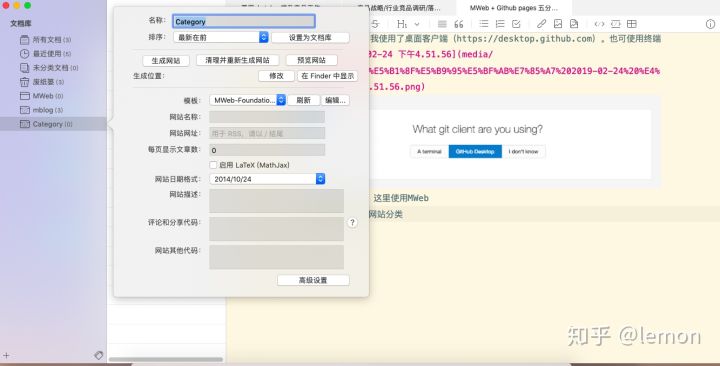 文档库
所有文档 (3)
最近使用 (5)
未分类文档 (2)
废纸篓 (3)
MWeb (0)
mblog (3)
Category (0)
名称: Category
排序: 最新在前 设置为文档库
生成网站 清理并重新生成网站 预览网站
生成位置: 修改 在 Finder 中显示
模板: MWeb-Foundatio... 刷新 编辑...
网站名称:
网站网址: 用于 RSS，请以 / 结尾
每页显示文章数: 0
启用 LaTeX (MathJax)
网站日期格式: 2014/10/24
网站描述:
评论和分享代码: ?
网站其他代码:
高级设置
MWeb + Github pages 五分...
我使用了桌面客户端（https://desktop.github.com）。也可使用终端
02-24 下午4.51.56](media/
%E5%B1%8F%E5%B9%95%E5%BF%AB%E7%85%A7%202019-02-24%20%E4%
.51.56.png)
What git client are you using?
A terminal GitHub Desktop I don't know
这里使用MWeb
网站分类
知乎 @lemon